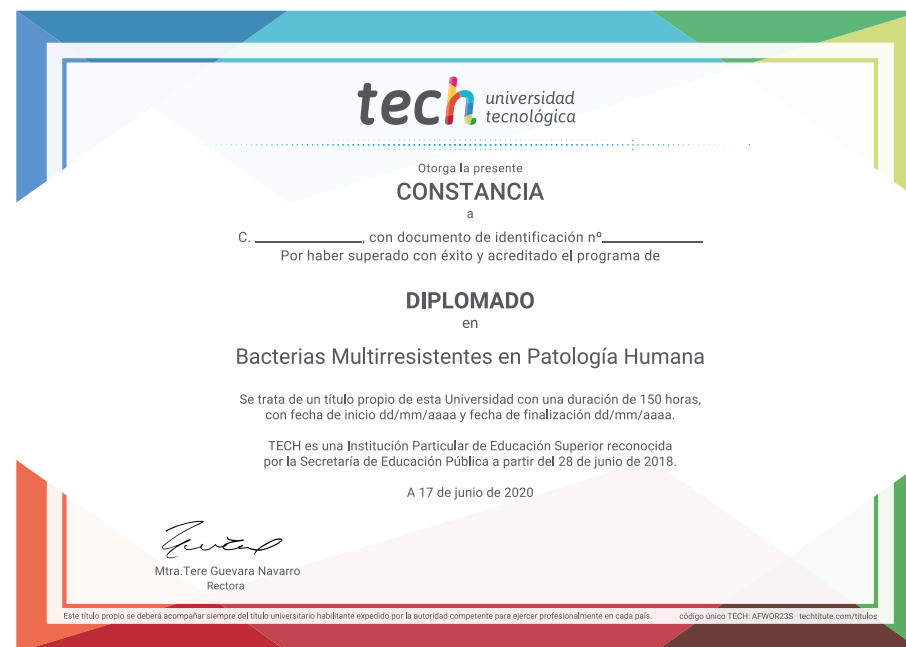 tech universidad
tecnológica
Otorga la presente
CONSTANCIA
a
C. ____________, con documento de identificación nº____________
Por haber superado con éxito y acreditado el programa de
DIPLOMADO
en
Bacterias Multirresistentes en Patología Humana
Se trata de un título propio de esta Universidad con una duración de 150 horas,
con fecha de inicio dd/mm/aaaa y fecha de finalización dd/mm/aaaa.
TECH es una Institución Particular de Educación Superior reconocida
por la Secretaría de Educación Pública a partir del 28 de junio de 2018.
A 17 de junio de 2020
Mtra.Tere Guevara Navarro
Rectora
Este título propio se deberá acompañar siempre del título universitario habilitante expedido por la autoridad competente para ejercer profesionalmente en cada país. código único TECH: AFWOR23S techtitute.com/titulos